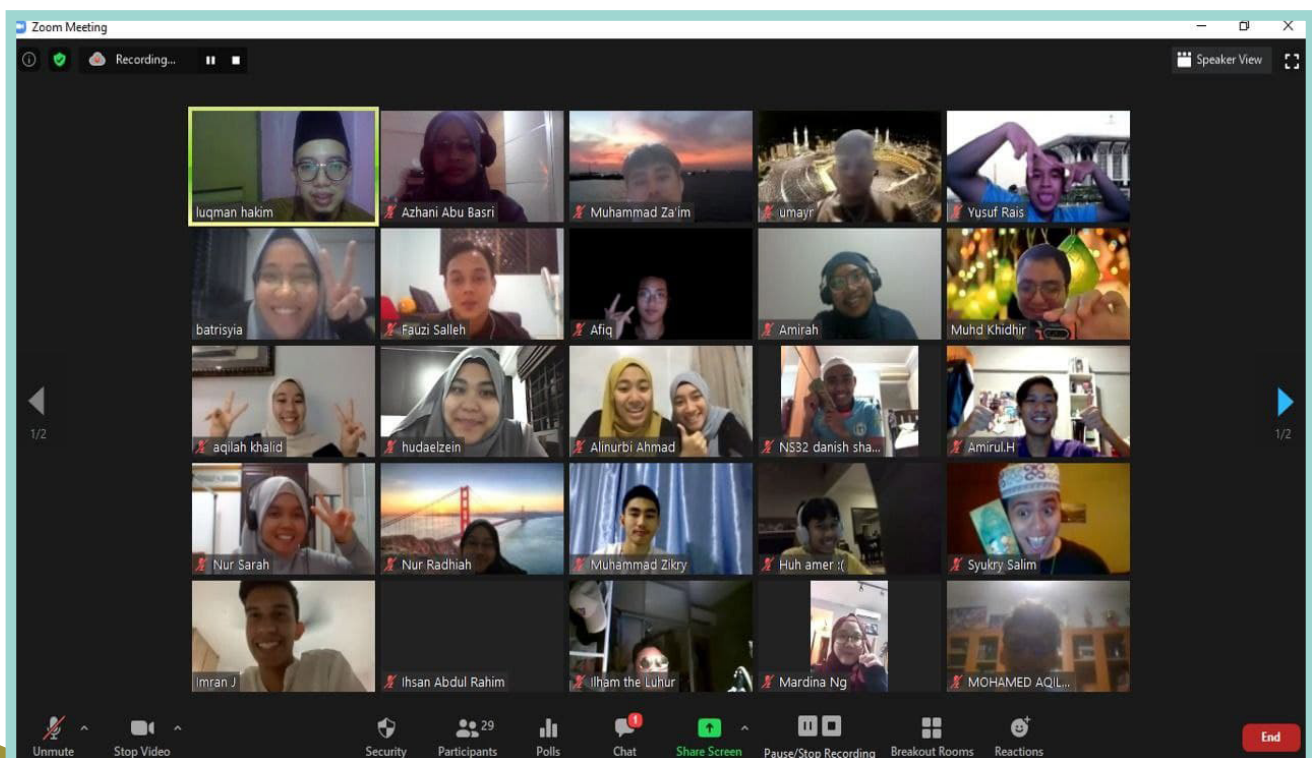 Zoom Meeting
Recording...
Speaker View
luqman hakim
Azhani Abu Basri
Muhammad Za'im
umayr
Yusuf Rais
batrisyia
Fauzi Salleh
Afiq
Amirah
Muhd Khidhir
aqilah khalid
hudaelzein
Alinurbi Ahmad
NS32 danish sha...
Amirul.H
1/2
1/2
Nur Sarah
Nur Radhiah
Muhammad Zikry
Huh amer :(
Syukry Salim
Imran J
Ihsan Abdul Rahim
Ilham the Luhur
Mardina Ng
MOHAMED AQIL...
29
1
Unmute
Stop Video
Security
Participants
Polls
Chat
Share Screen
Pause/Stop Recording
Breakout Rooms
Reactions
End